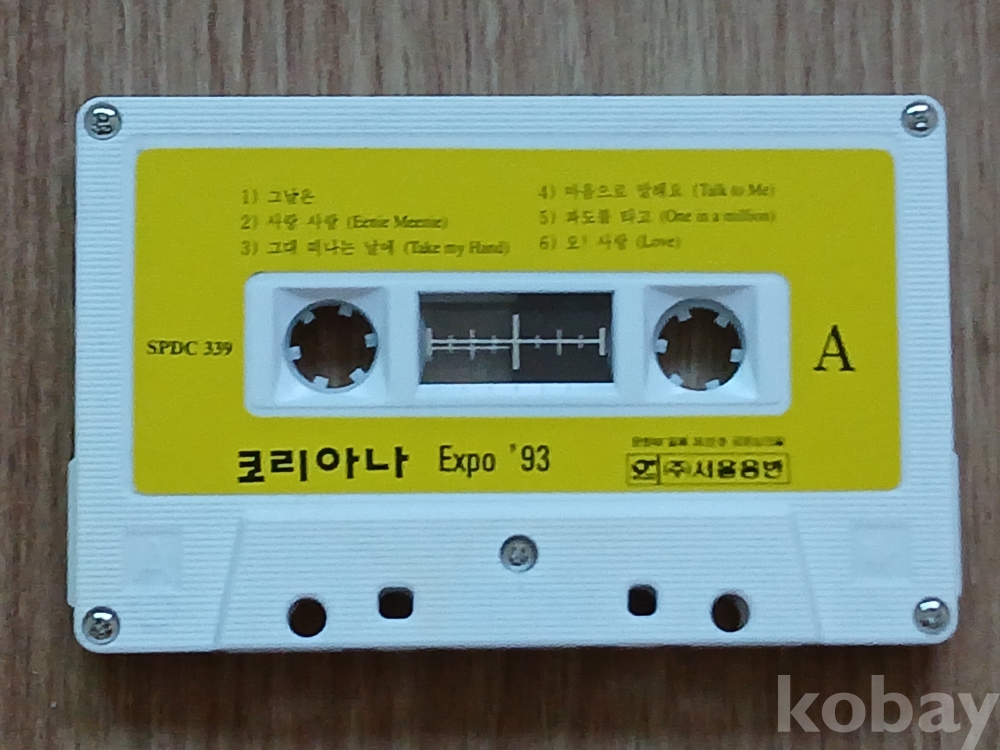 1) 그날은
2) 사랑 사랑 (Eenie Meenie)
3) 그대 떠나는 날에 (Take my Hand)
4) 마음으로 말해요 (Talk to Me)
5) 파도를 타고 (One in a million)
6) 오! 사랑 (Love)
SPDC 339
A
코리아나 Expo '93
(주)서울음반
kobay